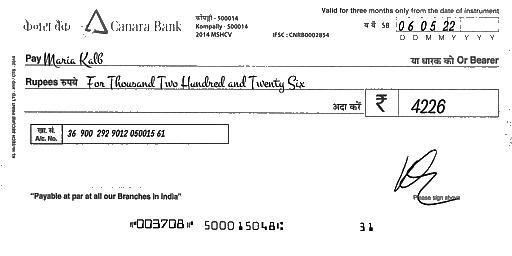 केनरा बैंक Canara Bank
कोंपल्ली - 500014
Kompally - 500014
2014 MSHCV
IFSC : CNRB0002854
Valid for three months only from the date of instrument
SB 06 05 22
D D M M Y Y Y Y
Pay Maria Kalb या धारक को Or Bearer
Rupees रुपये For Thousand Two Hundred and Twenty Six
अदा करें ₹ 4226
खा. सं.
A/c. No. 36 900 292 9012 050015 61
Please sign above
"Payable at par at all our Branches in India"
⑈003708⑈ 500015048⑆ 31